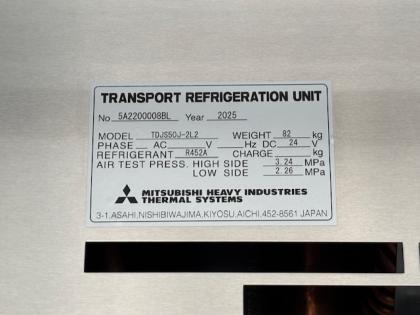 TRANSPORT REFRIGERATION UNIT
No 5A2200008BL Year 2025
MODEL TDJS50J-2L2 WEIGHT 82 kg
PHASE AC V Hz DC 24 V
REFRIGERANT R452A CHARGE kg
AIR TEST PRESS. HIGH SIDE 3.24 MPa
LOW SIDE 2.26 MPa
MITSUBISHI HEAVY INDUSTRIES
THERMAL SYSTEMS
3-1,ASAHI,NISHIBIWAJIMA,KIYOSU,AICHI,452-8561 JAPAN